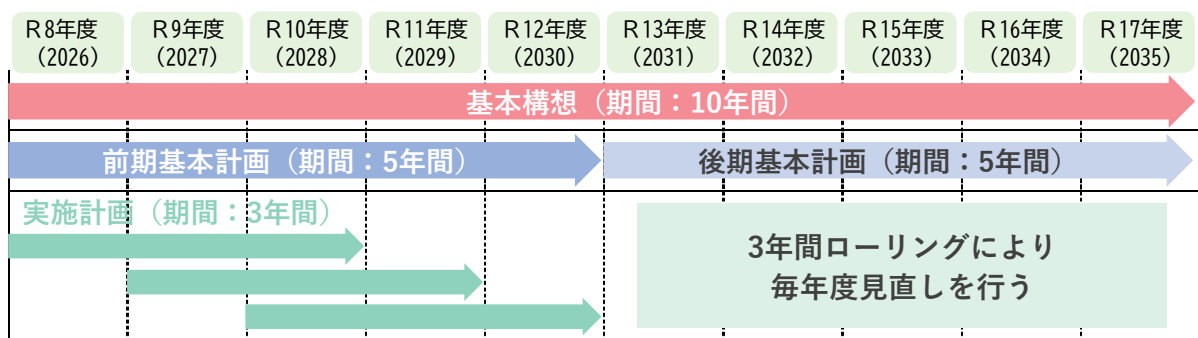 R8年度
(2026)
R9年度
(2027)
R10年度
(2028)
R11年度
(2029)
R12年度
(2030)
R13年度
(2031)
R14年度
(2032)
R15年度
(2033)
R16年度
(2034)
R17年度
(2035)
基本構想（期間：10年間）
前期基本計画（期間：5年間）
後期基本計画（期間：5年間）
実施計画（期間：3年間）
3年間ローリングにより
毎年度見直しを行う